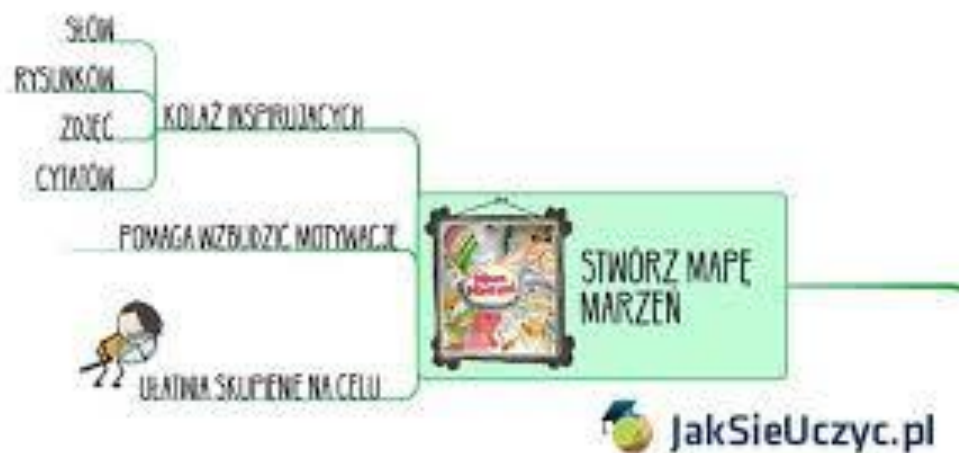 SŁÓW
RYSUNKÓW
ZDJĘĆ
CYTATÓW
KOLAŻ INSPIRUJĄCYCH
POMAGA WZBUDZIĆ MOTYWACJĘ
UŁATWIA SKUPIENIE NA CELU
STWÓRZ MAPĘ
MARZEŃ
JakSieUczyc.pl